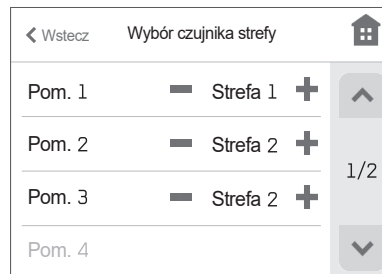 Wstecz Wybór czujnika strefy
Pom. 1 Strefa 1
Pom. 2 Strefa 2
1/2
Pom. 3 Strefa 2
Pom. 4